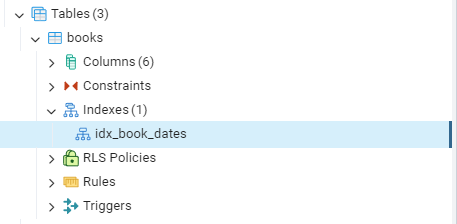 Tables (3)
books
Columns (6)
Constraints
Indexes (1)
idx_book_dates
RLS Policies
Rules
Triggers